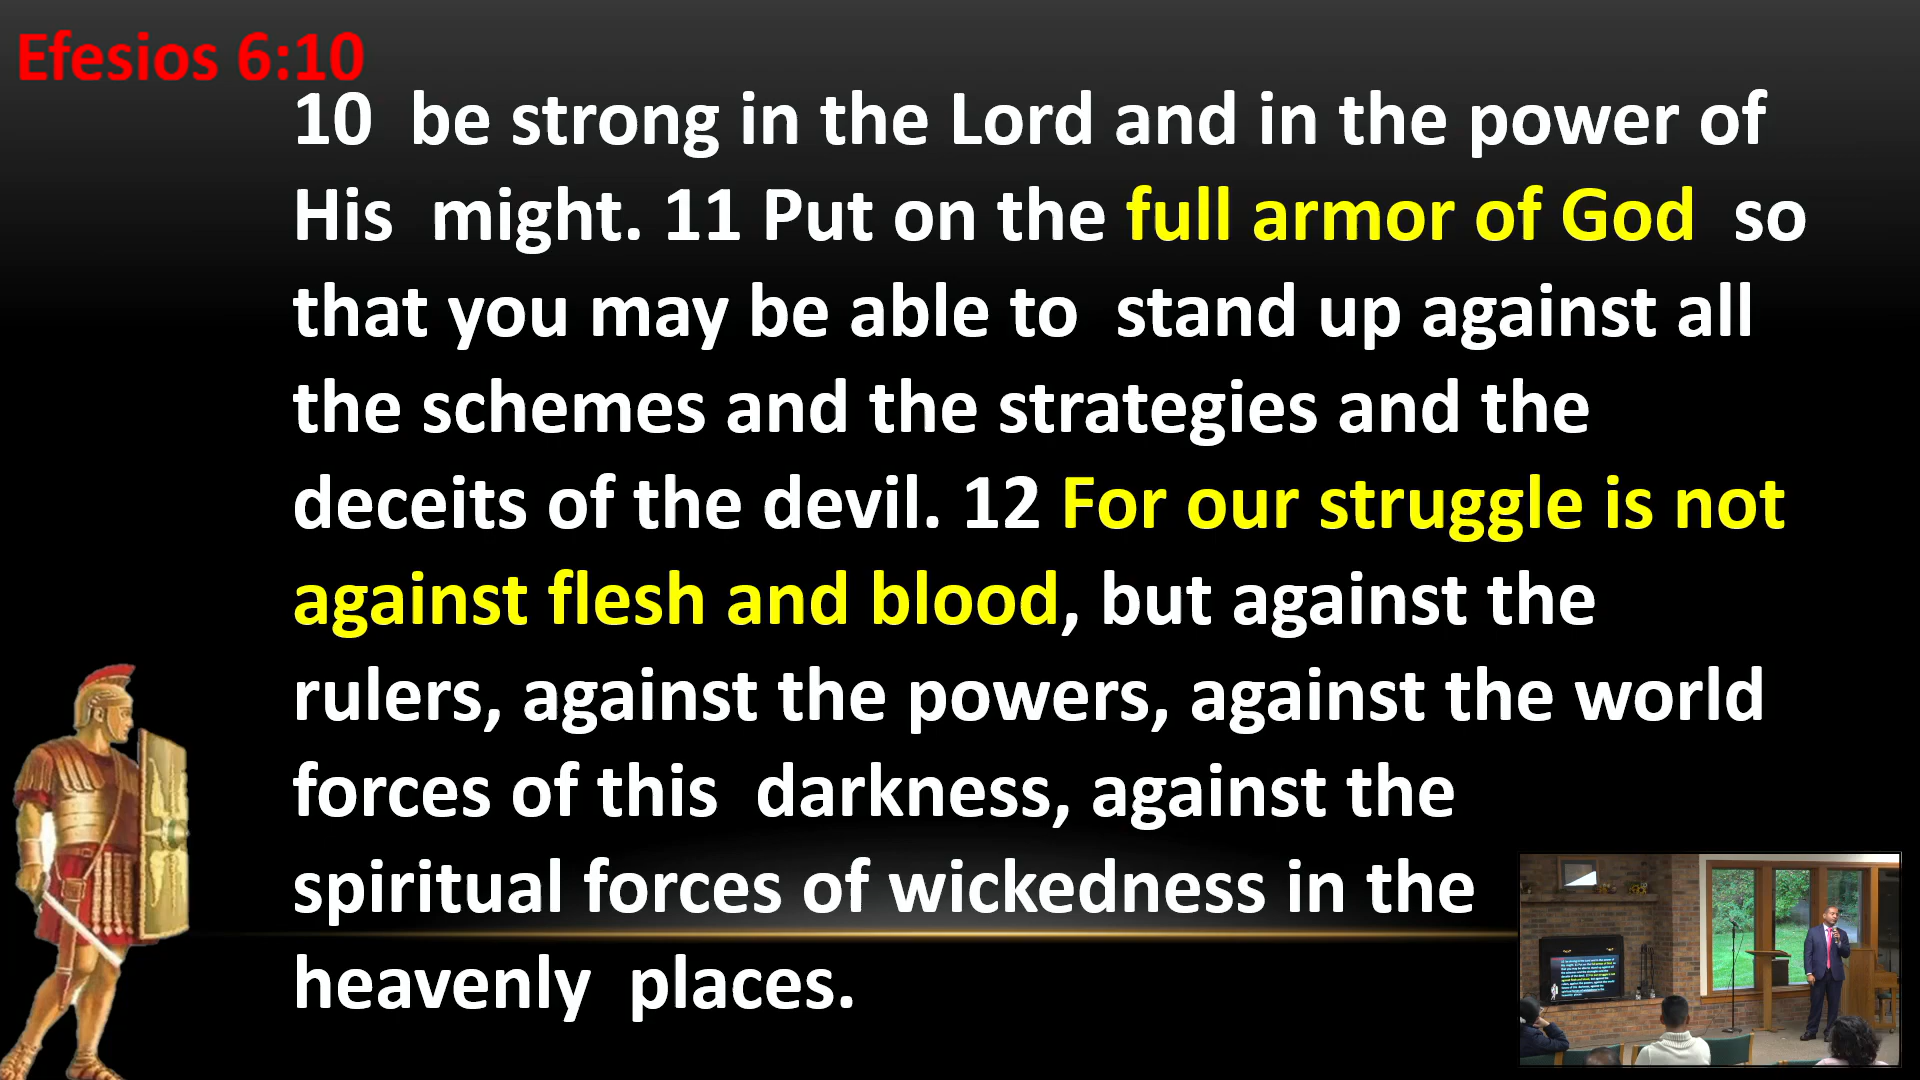 Efesios 6:10
10  be strong in the Lord and in the power of
His  might. 11 Put on the full armor of God  so
that you may be able to  stand up against all
the schemes and the strategies and the
deceits of the devil. 12 For our struggle is not
against flesh and blood, but against the
rulers, against the powers, against the world
forces of this  darkness, against the
spiritual forces of wickedness in the
heavenly  places.